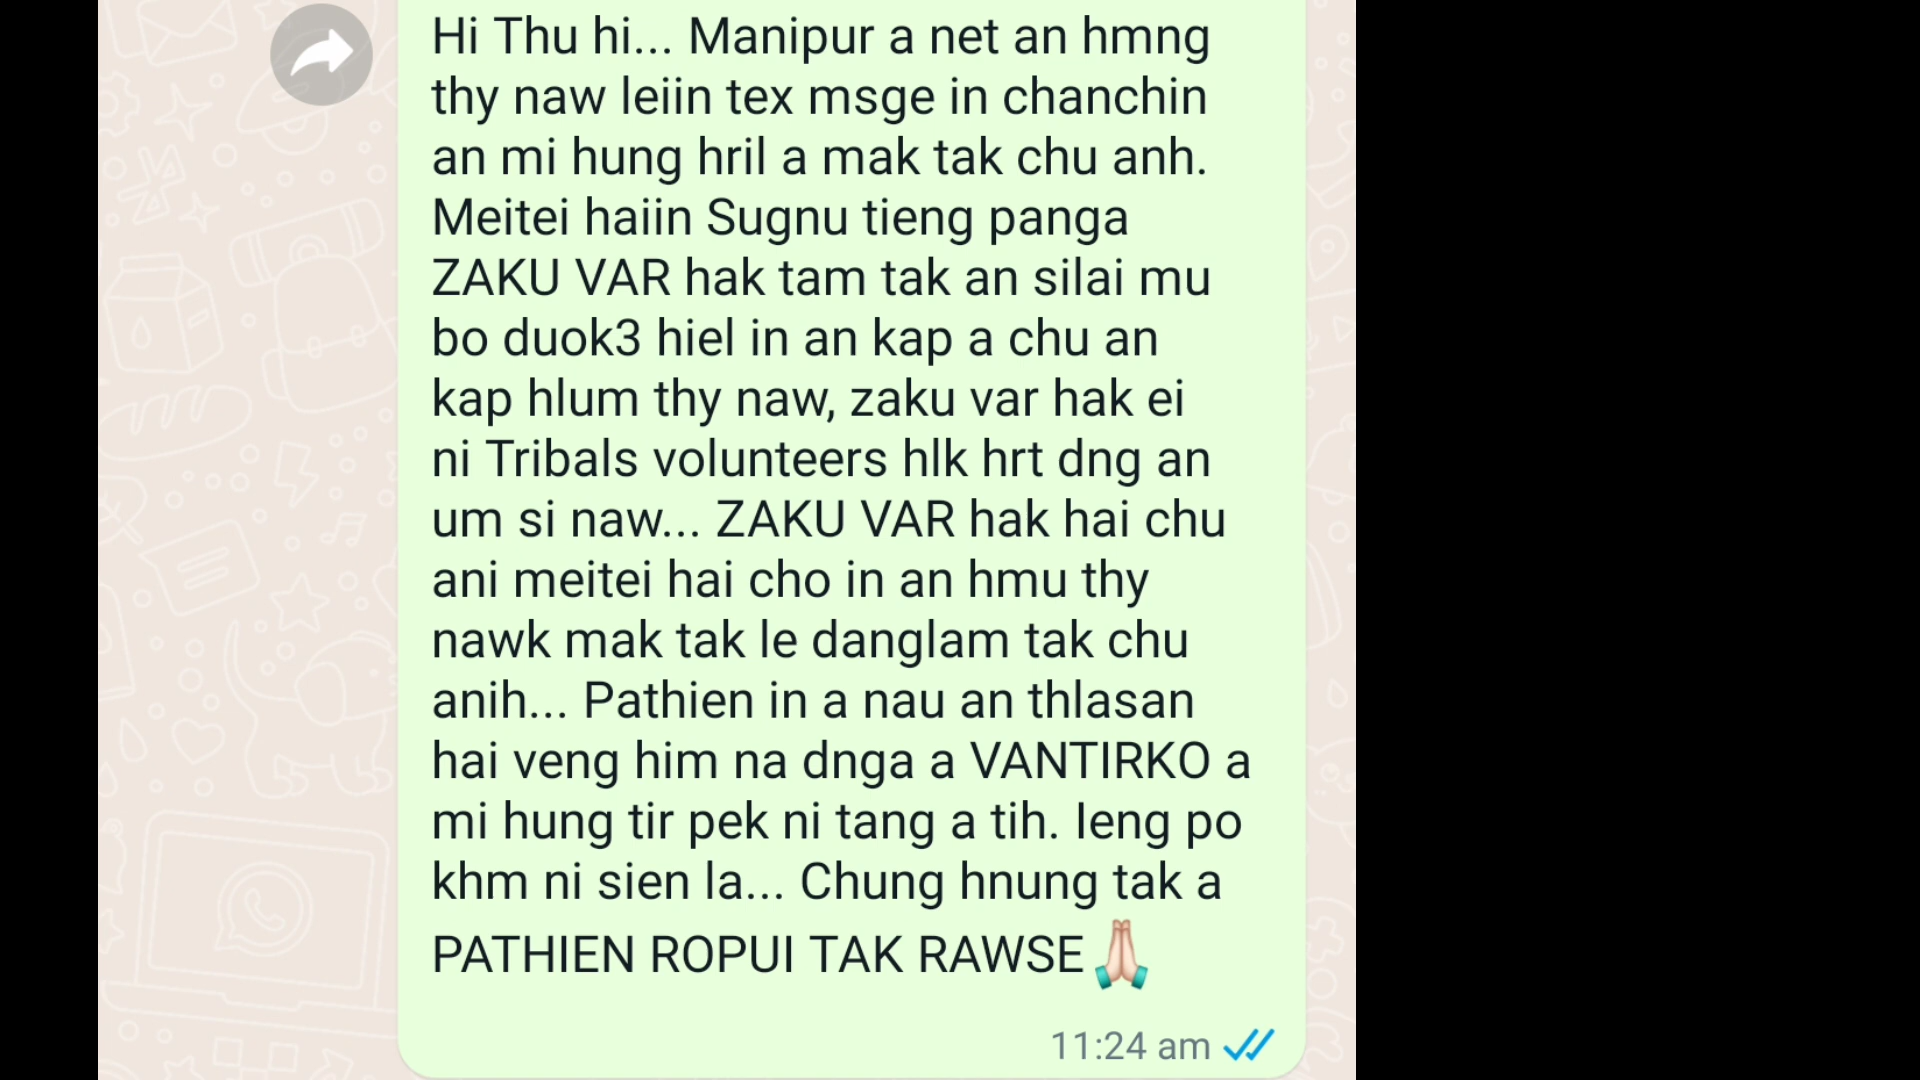 Hi Thu hi... Manipur a net an hmng
thy naw leiin tex msge in chanchin
an mi hung hril a mak tak chu anh.
Meitei haiin Sugnu tieng panga
ZAKU VAR hak tam tak an silai mu
bo duok3 hiel in an kap a chu an
kap hlum thy naw, zaku var hak ei
ni Tribals volunteers hlk hrt dng an
um si naw... ZAKU VAR hak hai chu
ani meitei hai cho in an hmu thy
nawk mak tak le danglam tak chu
anih... Pathien in a nau an thlasan
hai veng him na dnga a VANTIRKO a
mi hung tir pek ni tang a tih. Ieng po
khm ni sien la... Chung hnung tak a
PATHIEN ROPUI TAK RAWSE🙏🏻
11:24 am